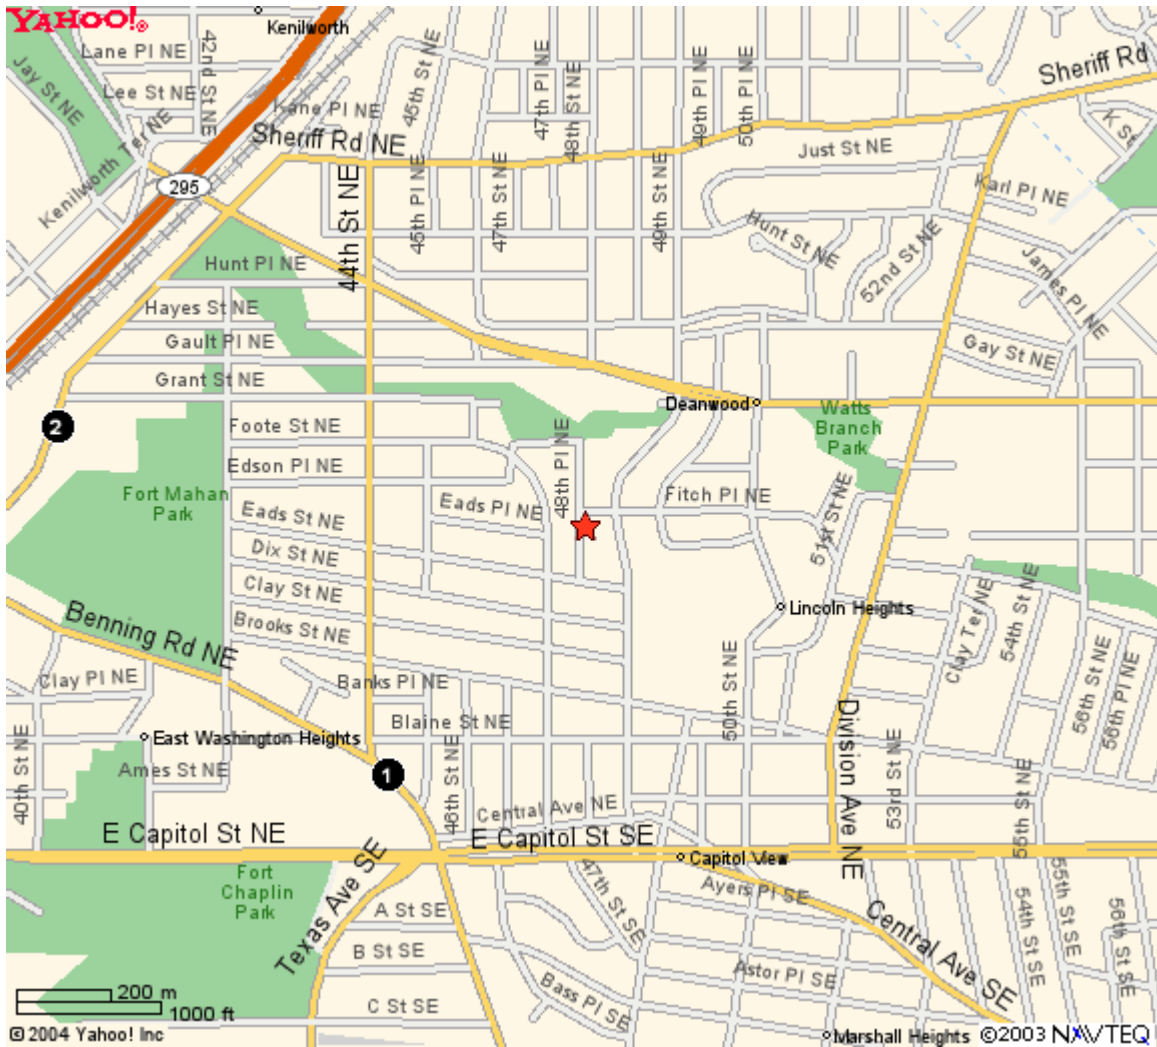 YAHOO!®
Kenilworth
Lane Pl NE
42nd St NE
Jay St NE
Lee St NE
Kane Pl NE
45th St NE
47th Pl NE
48th St NE
49th Pl NE
50th Pl NE
Sheriff Rd
K St
Kenilworth Ter NE
Sheriff Rd NE
Just St NE
295
44th St NE
45th Pl NE
47th St NE
49th St NE
Karl Pl NE
Hunt St NE
52nd St NE
James Pl NE
Hunt Pl NE
Hayes St NE
Gault Pl NE
Gay St NE
Grant St NE
Deanwood
Watts
Branch
Park
2
Foote St NE
48th Pl NE
Edson Pl NE
Fort Mahan
Park
Eads Pl NE
Fitch Pl NE
51st St NE
Eads St NE
Dix St NE
Clay St NE
Lincoln Heights
Benning Rd NE
Brooks St NE
Clay Ter NE
54th St NE
56th St NE
56th Pl NE
Clay Pl NE
Banks Pl NE
50th St NE
Division Ave NE
Blaine St NE
East Washington Heights
40th St NE
Ames St NE
1
46th St NE
53rd St NE
55th St NE
Central Ave NE
E Capitol St NE
E Capitol St SE
Capitol View
Fort
Chaplin
Park
Texas Ave SE
47th St SE
Ayers Pl SE
Central Ave SE
54th St SE
55th St SE
56th St SE
A St SE
B St SE
Astor Pl SE
Bass Pl SE
C St SE
200 m
1000 ft
© 2004 Yahoo! Inc
Marshall Heights
©2003 NAVTEQ